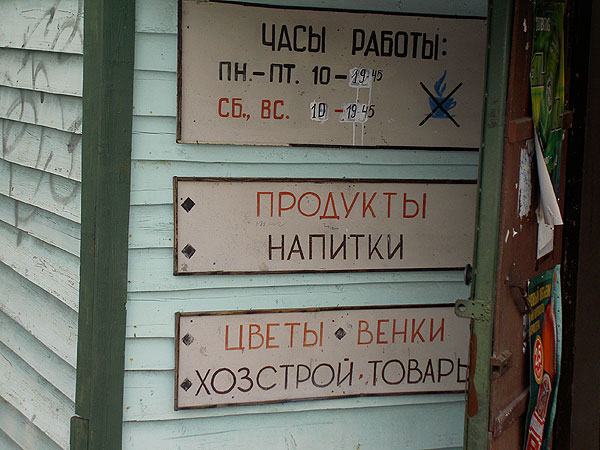 ЧАСЫ РАБОТЫ:
ПН.-ПТ. 10-19 45
СБ., ВС. 10-19 45
ПРОДУКТЫ
НАПИТКИ
ЦВЕТЫ ВЕНКИ
ХОЗСТРОЙ·ТОВАРЫ